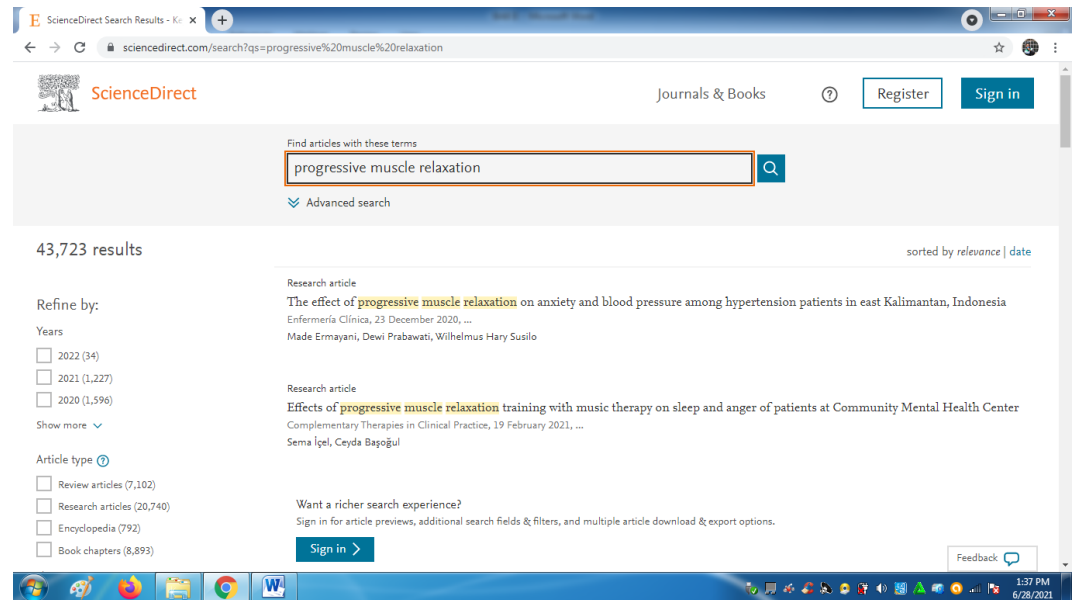 ScienceDirect Search Results - Ke
sciencedirect.com/search?qs=progressive%20muscle%20relaxation
ScienceDirect
Journals & Books
Register
Sign in
Find articles with these terms
progressive muscle relaxation
Advanced search
43,723 results
sorted by relevance | date
Refine by:
Years
2022 (34)
2021 (1,227)
2020 (1,596)
Show more
Article type
Review articles (7,102)
Research articles (20,740)
Encyclopedia (792)
Book chapters (8,893)
Research article
The effect of progressive muscle relaxation on anxiety and blood pressure among hypertension patients in east Kalimantan, Indonesia
Enfermería Clínica, 23 December 2020, ...
Made Ermayani, Dewi Prabawati, Wilhelmus Hary Susilo
Research article
Effects of progressive muscle relaxation training with music therapy on sleep and anger of patients at Community Mental Health Center
Complementary Therapies in Clinical Practice, 19 February 2021, ...
Sema İçel, Ceyda Başoğul
Want a richer search experience?
Sign in for article previews, additional search fields & filters, and multiple article download & export options.
Sign in
Feedback
1:37 PM
6/28/2021